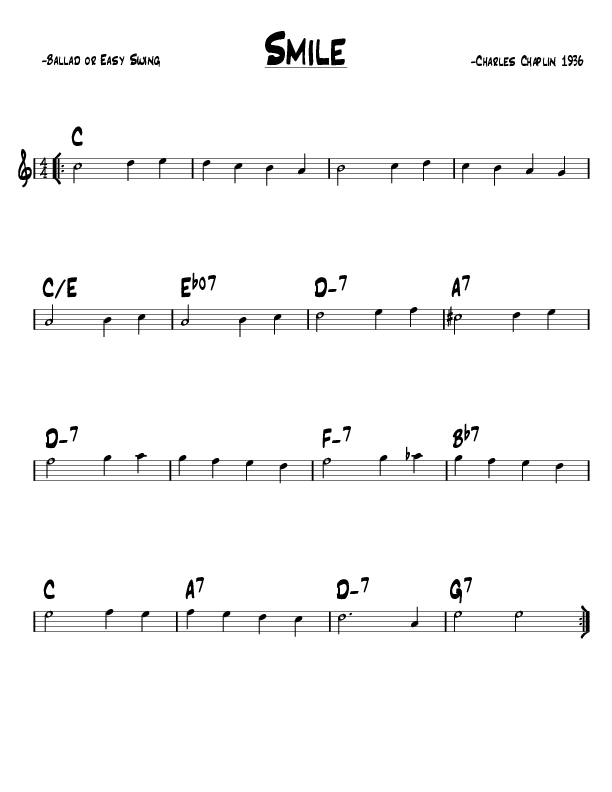 Smile
-Ballad or Easy Swing
-Charles Chaplin 1936
C
4/4
C/E E♭o7 D-7 A7
D-7 F-7 B♭7
C A7 D-7 G7